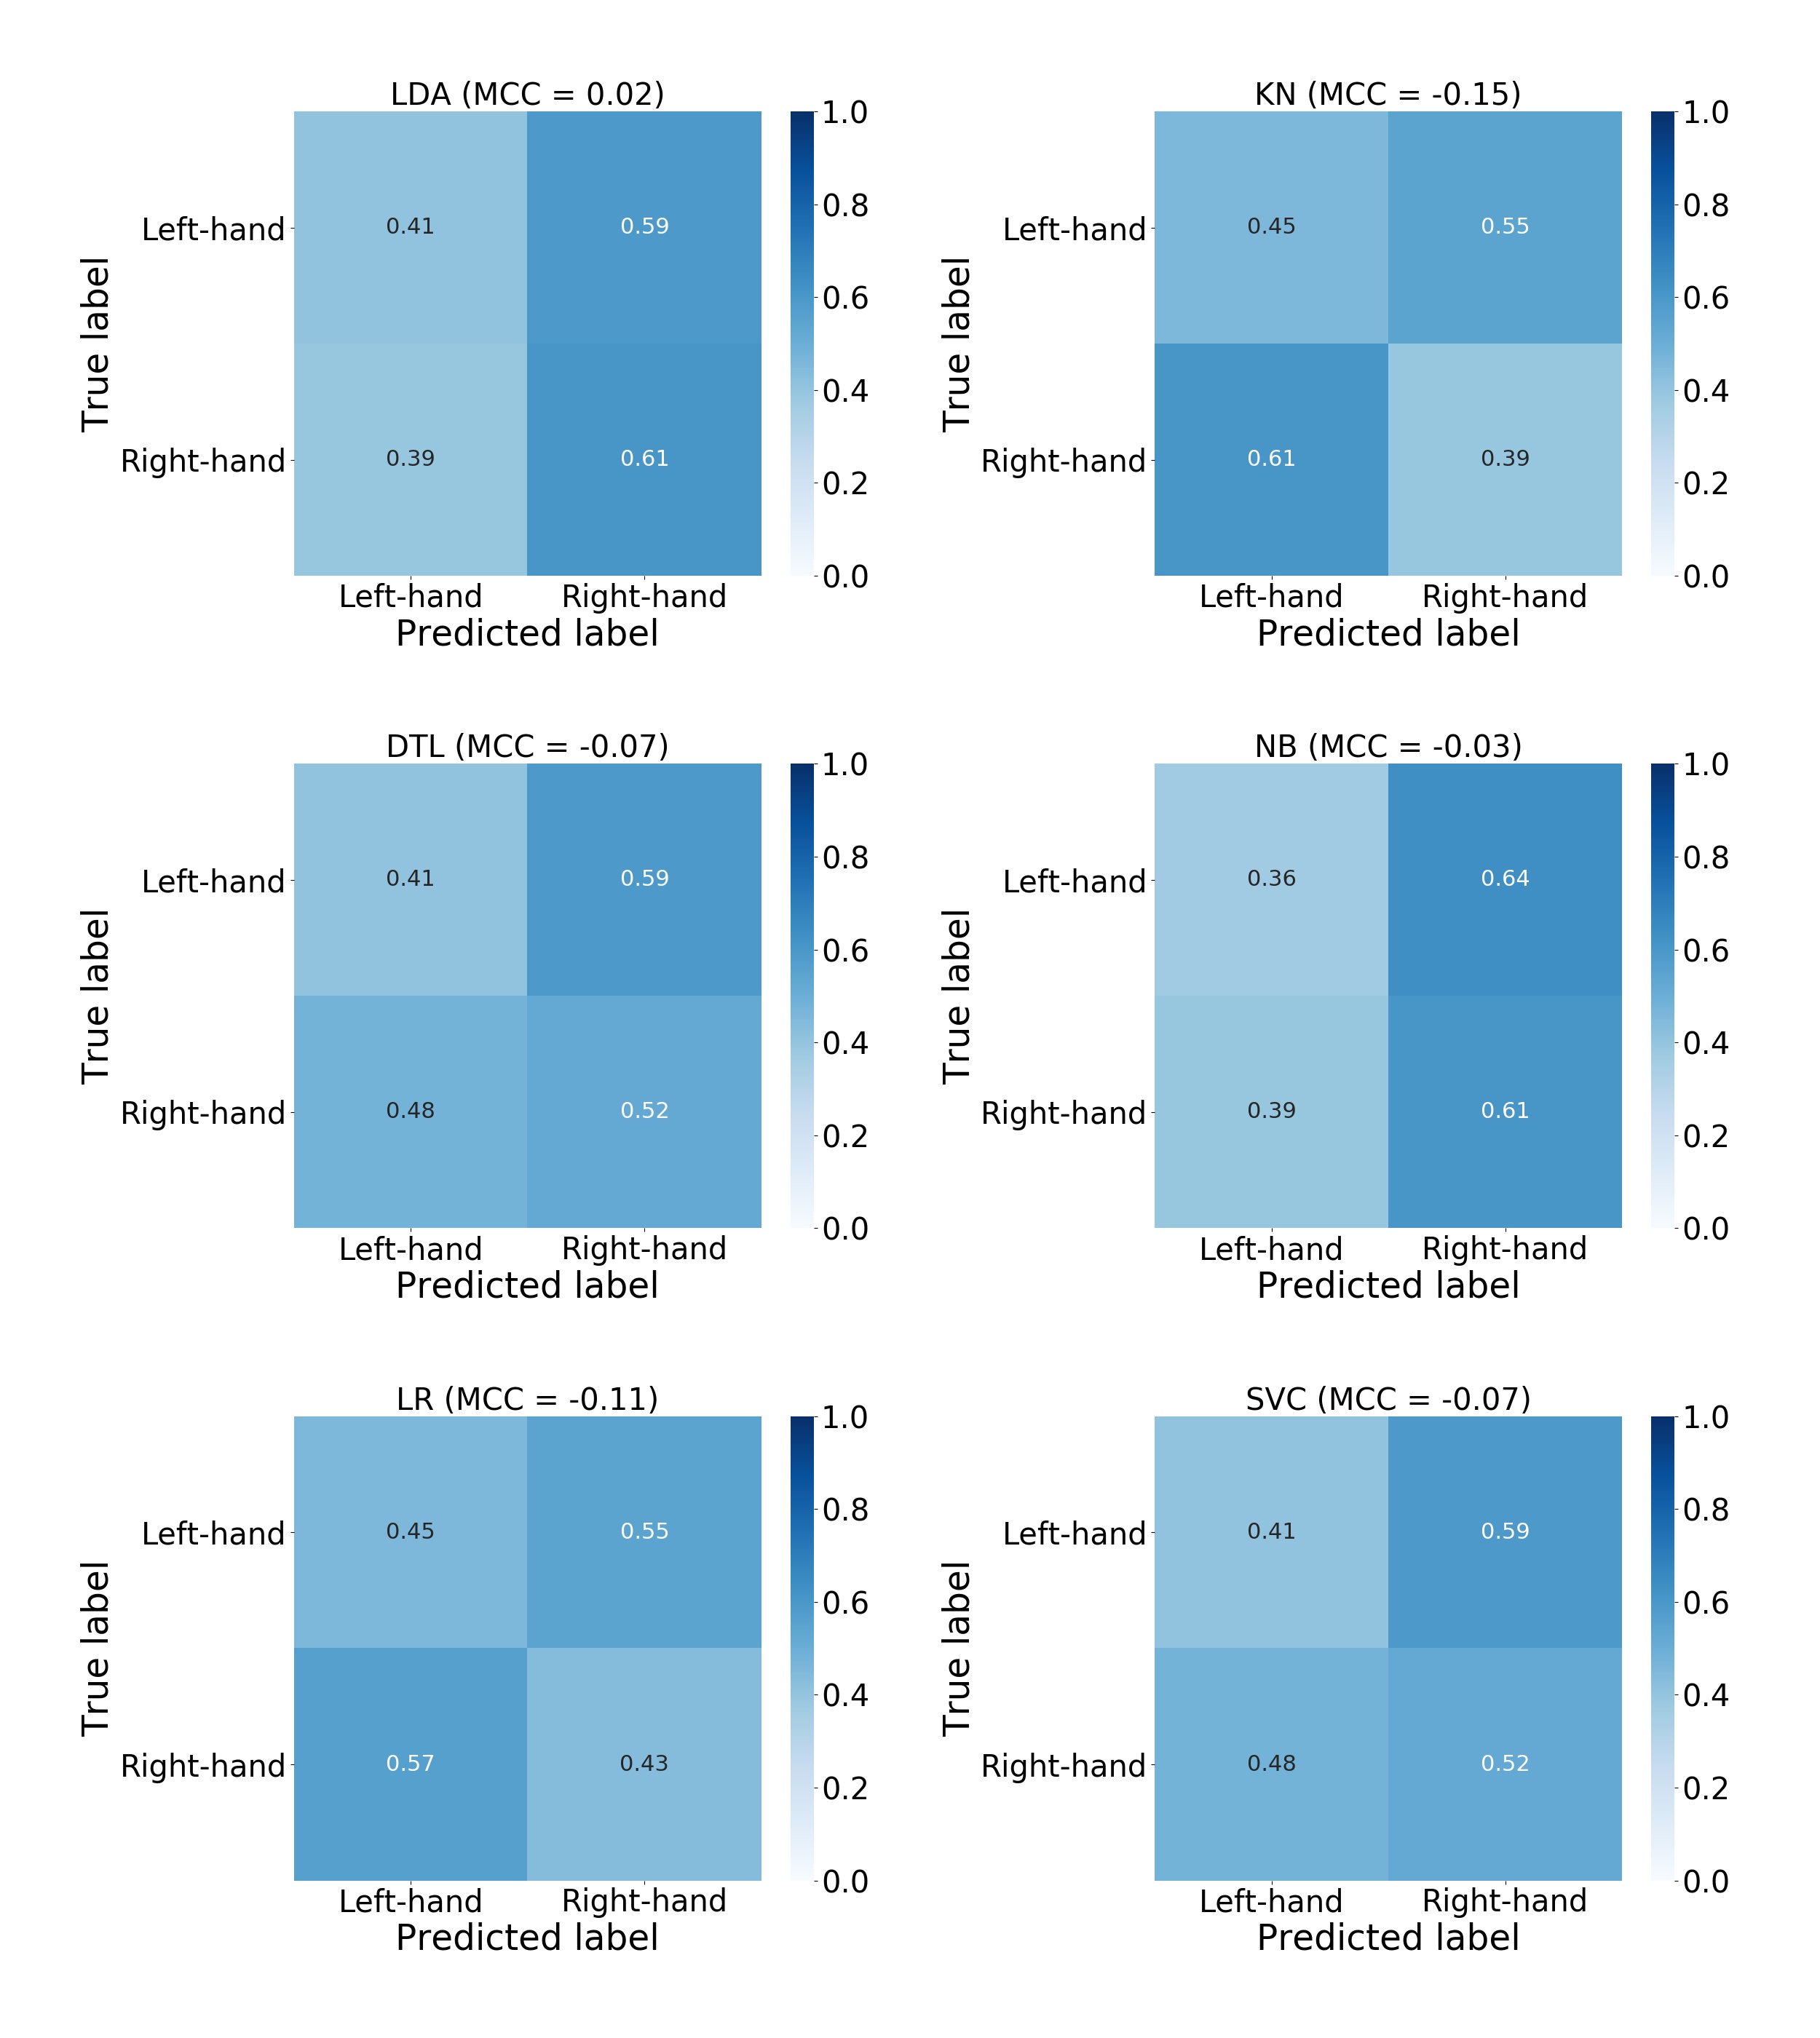 LDA (MCC = 0.02)
1.0
0.8
0.6
0.4
0.2
0.0
True label
Left-hand
0.41
0.59
Right-hand
0.39
0.61
Left-hand
Right-hand
Predicted label
KN (MCC = -0.15)
1.0
0.8
0.6
0.4
0.2
0.0
True label
Left-hand
0.45
0.55
Right-hand
0.61
0.39
Left-hand
Right-hand
Predicted label
DTL (MCC = -0.07)
1.0
0.8
0.6
0.4
0.2
0.0
True label
Left-hand
0.41
0.59
Right-hand
0.48
0.52
Left-hand
Right-hand
Predicted label
NB (MCC = -0.03)
1.0
0.8
0.6
0.4
0.2
0.0
True label
Left-hand
0.36
0.64
Right-hand
0.39
0.61
Left-hand
Right-hand
Predicted label
LR (MCC = -0.11)
1.0
0.8
0.6
0.4
0.2
0.0
True label
Left-hand
0.45
0.55
Right-hand
0.57
0.43
Left-hand
Right-hand
Predicted label
SVC (MCC = -0.07)
1.0
0.8
0.6
0.4
0.2
0.0
True label
Left-hand
0.41
0.59
Right-hand
0.48
0.52
Left-hand
Right-hand
Predicted label